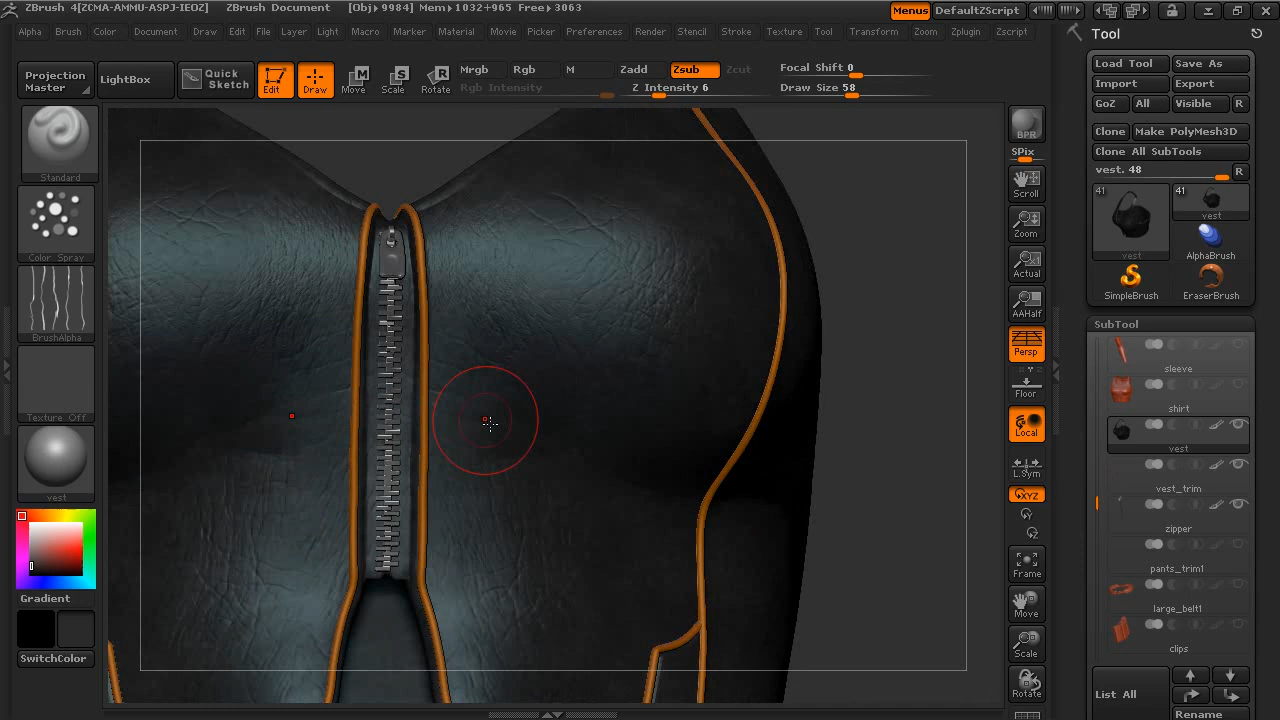 ZBrush 4[ZCMA-AMMU-ASPJ-IEOZ] ZBrush Document [Obj▸9984] Mem▸1032+965 Free▸3063 Menus DefaultZScript
Alpha Brush Color Document Draw Edit File Layer Light Macro Marker Material Movie Picker Preferences Render Stencil Stroke Texture Tool Transform Zoom Zplugin Zscript
Projection
Master
LightBox
Quick
Sketch
Edit
Draw
Move
Scale
Rotate
Mrgb Rgb M Zadd Zsub Zcut
Rgb Intensity Z Intensity 6
Focal Shift 0
Draw Size 58
Standard
Color Spray
BrushAlpha
Texture Off
vest
Gradient
SwitchColor
BPR
SPix
Scroll
Zoom
Actual
AAHalf
Persp
Floor
Local
L.Sym
XYZ
Y
Z
Frame
Move
Scale
Rotate
Tool
Load Tool Save As
Import Export
GoZ All Visible R
Clone Make PolyMesh3D
Clone All SubTools
vest. 48 R
41 41
vest
vest
AlphaBrush
SimpleBrush EraserBrush
SubTool
sleeve
shirt
vest
vest_trim
zipper
pants_trim1
large_belt1
clips
List All
Rename